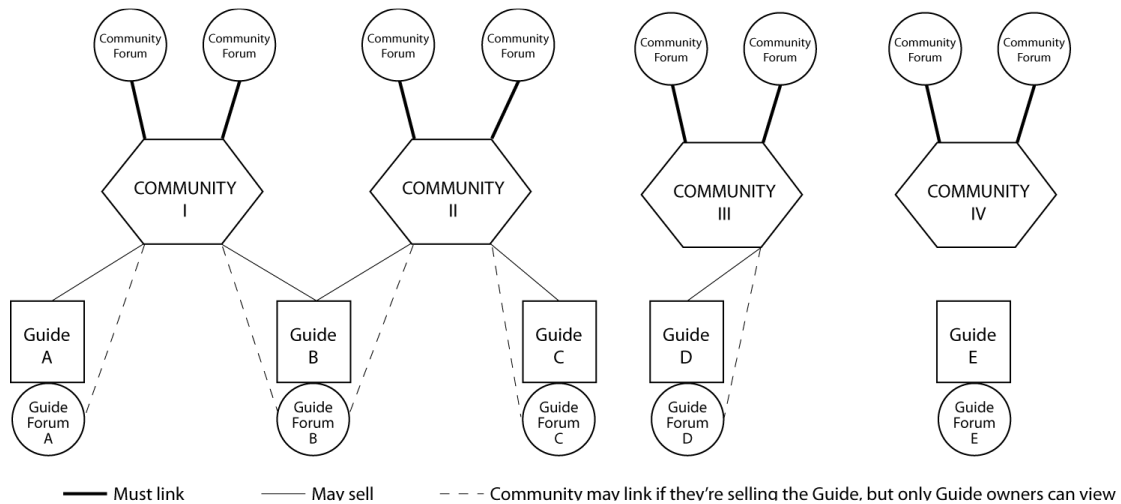 Community
Forum
Community
Forum
Community
Forum
Community
Forum
Community
Forum
Community
Forum
Community
Forum
Community
Forum
COMMUNITY
I
COMMUNITY
II
COMMUNITY
III
COMMUNITY
IV
Guide
A
Guide
B
Guide
C
Guide
D
Guide
E
Guide
Forum
A
Guide
Forum
B
Guide
Forum
C
Guide
Forum
D
Guide
Forum
E
Must link
May sell
Community may link if they're selling the Guide, but only Guide owners can view